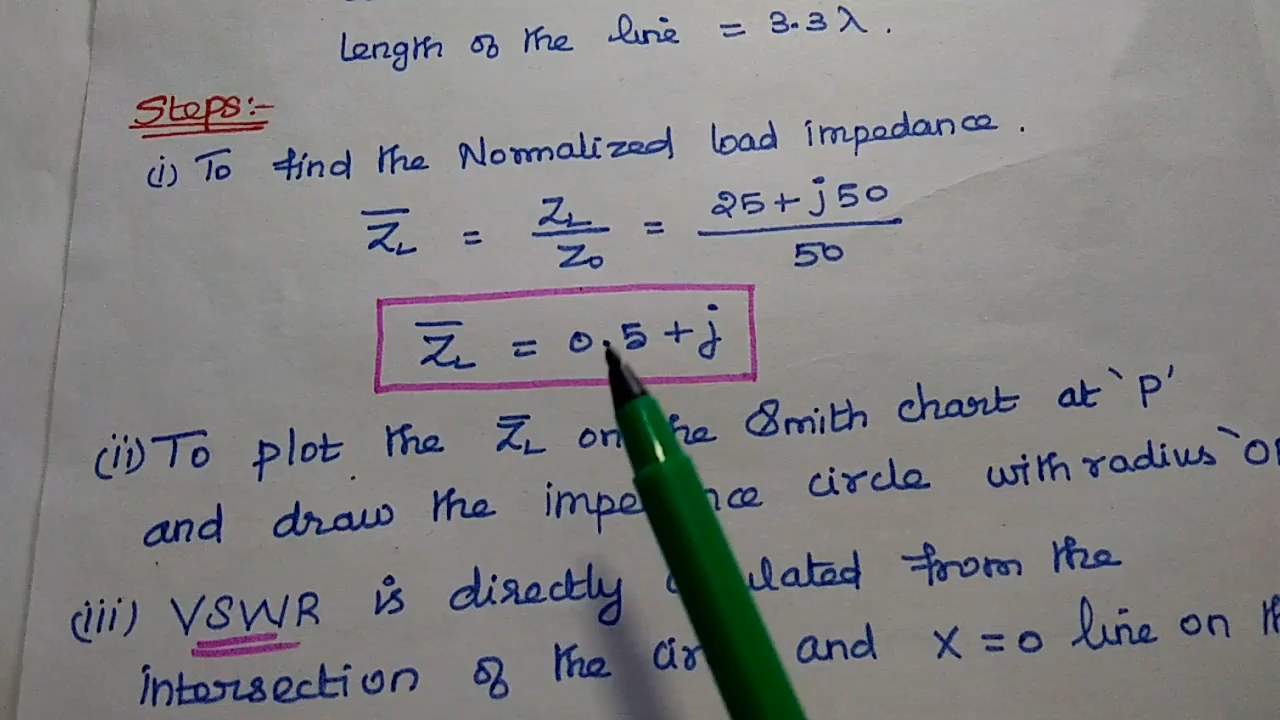 Length of the line = 3.3λ.
Steps:-
(i) To find the Normalized load impedance.
Z̅L = ZL/Z0 = 25+j50/50
Z̅L = 0.5+j
(ii) To plot the Z̅L on the Smith chart at `P'
and draw the impedance circle with radius
(iii) VSWR is directly from the
intersection of the and X=0 line on